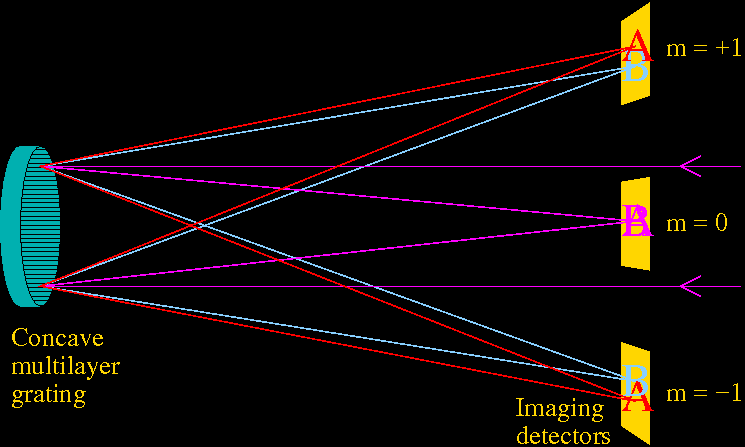 A
B
m = +1
B
A
m = 0
B
A
m = −1
Concave
multilayer
grating
Imaging
detectors